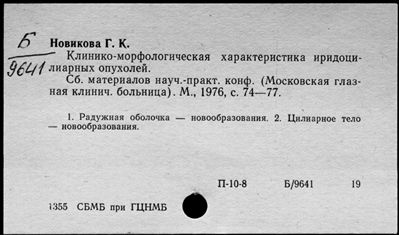 Б
9641
Новикова Г. К.
Клинико-морфологическая характеристика иридоци-
лиарных опухолей.
Сб. материалов науч.-практ. конф. (Московская глаз-
ная клинич. больница). М., 1976, с. 74—77.
1. Радужная оболочка — новообразования. 2. Цилиарное тело
— новообразования.
П-10-8 Б/9641 19
1355 СБМБ при ГЦНМБ